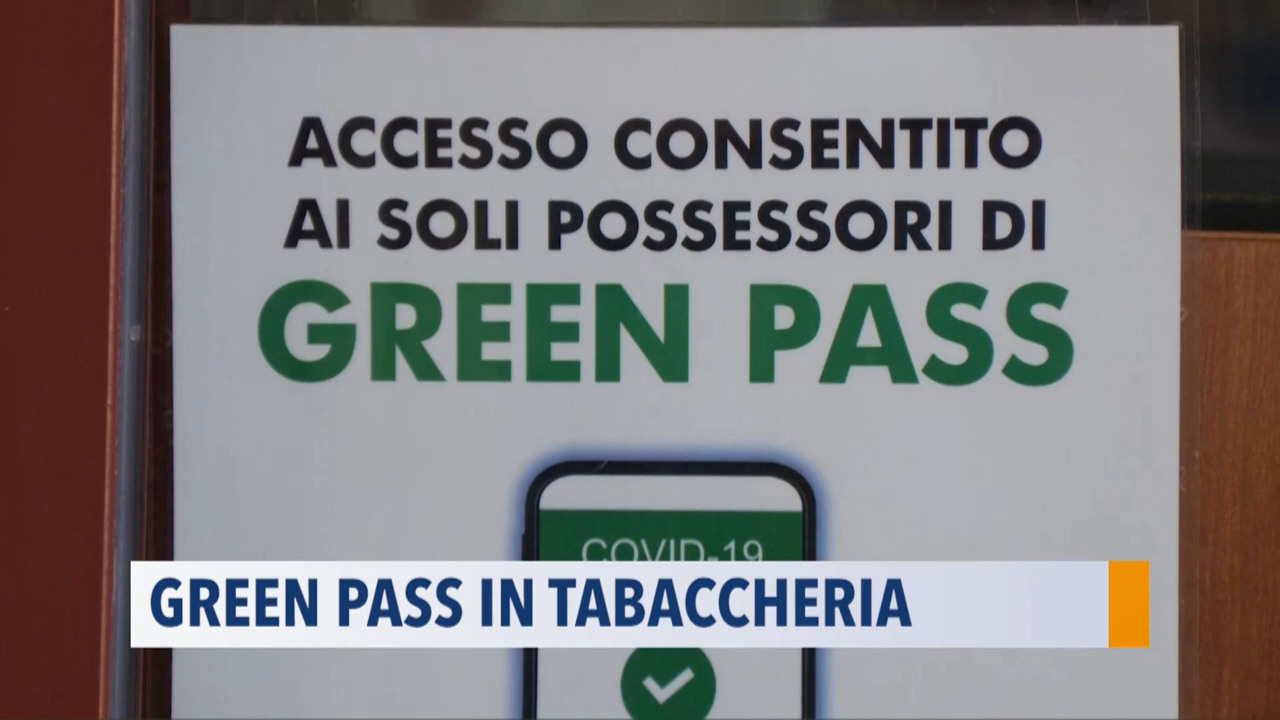 ACCESSO CONSENTITO
AI SOLI POSSESSORI DI
GREEN PASS
COVID-19
GREEN PASS IN TABACCHERIA